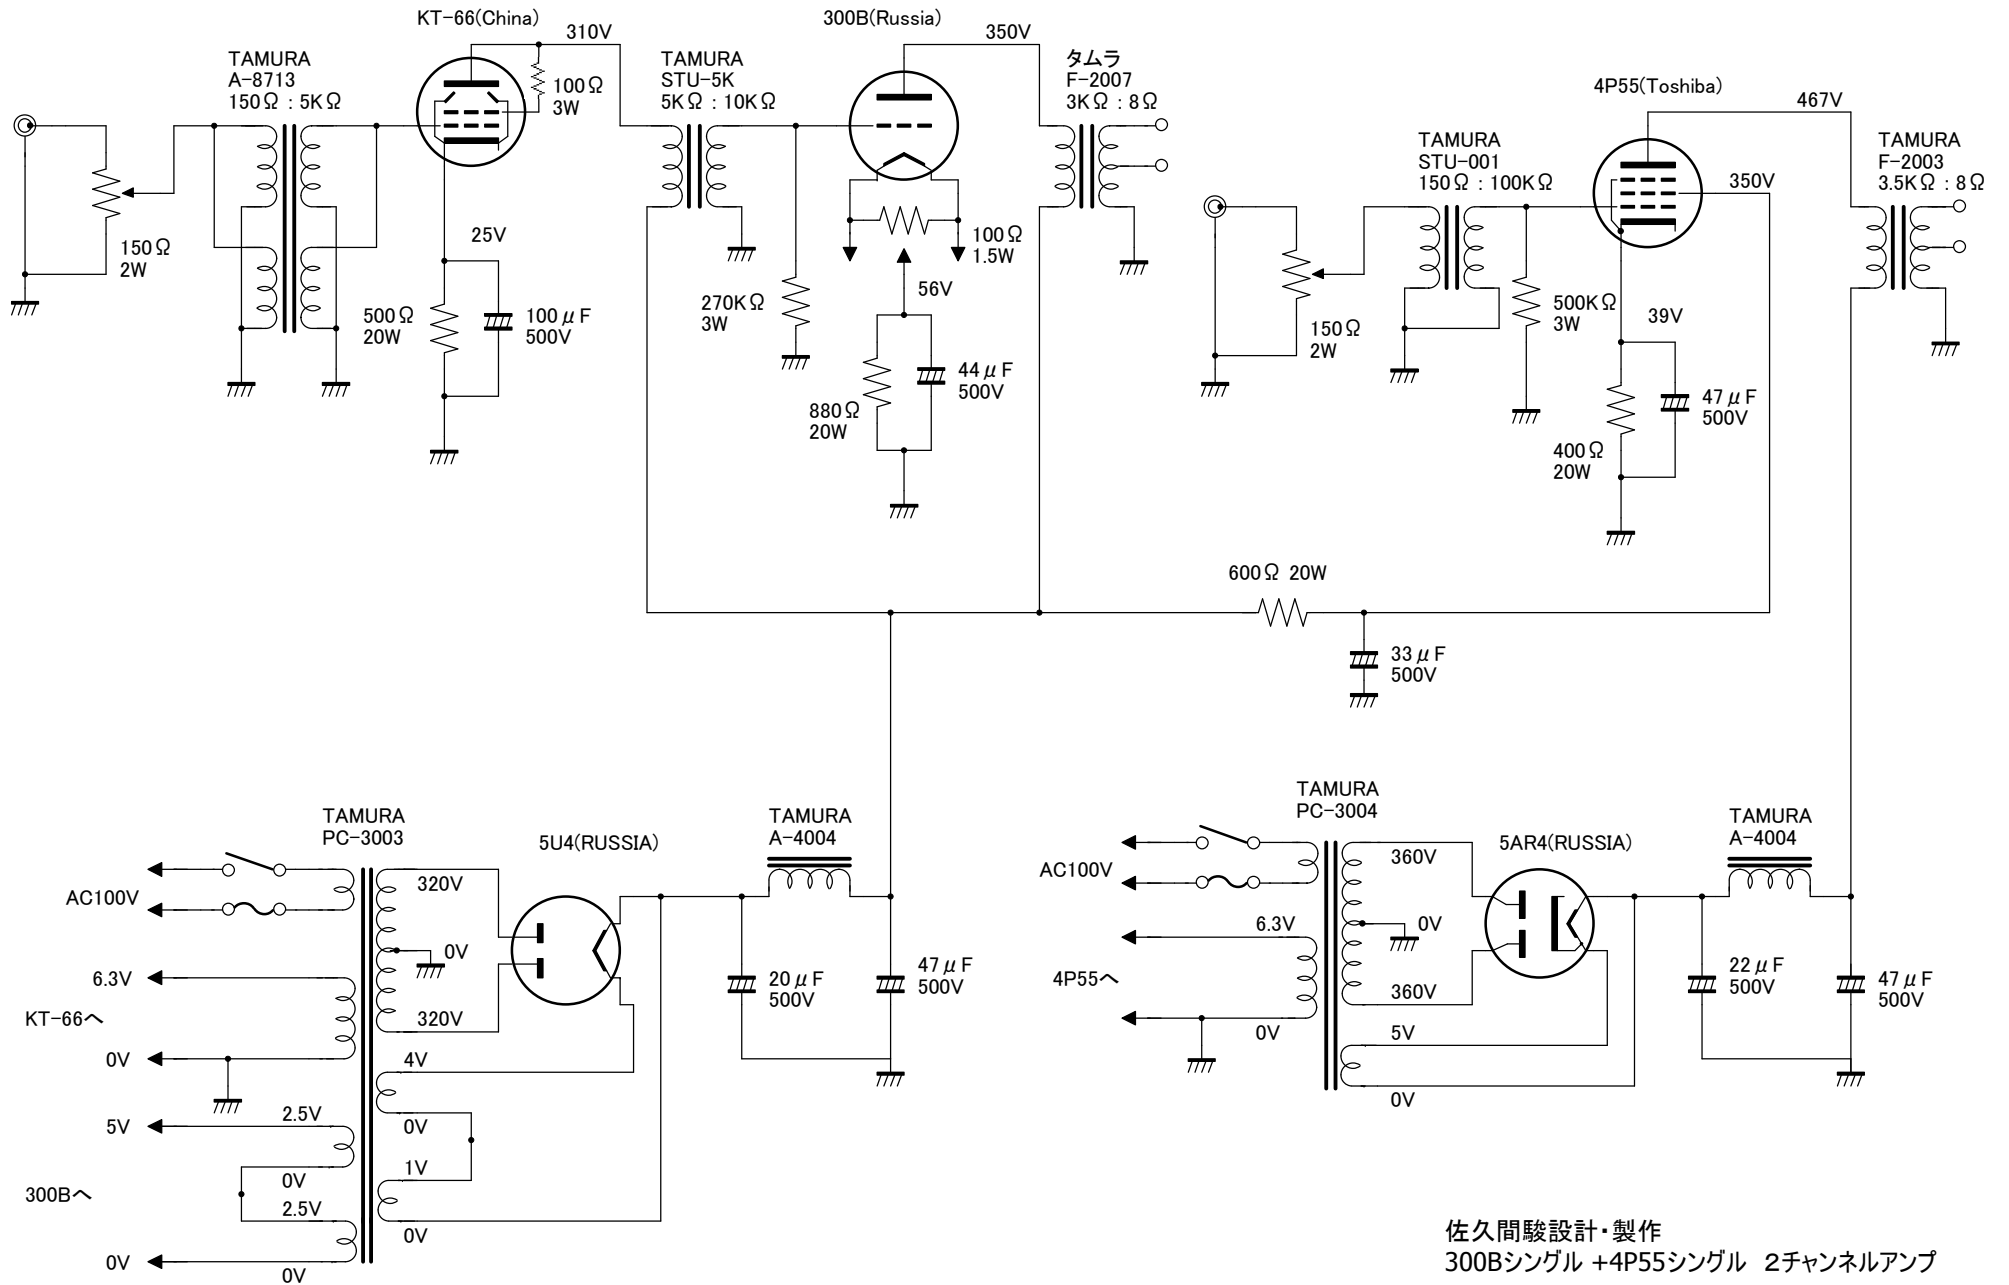 KT-66(China)
310V
TAMURA
A-8713
150Ω : 5KΩ
100Ω
3W
TAMURA
STU-5K
5KΩ : 10KΩ
300B(Russia)
350V
タムラ
F-2007
3KΩ : 8Ω
150Ω
2W
25V
500Ω
20W
100μF
500V
270KΩ
3W
100Ω
1.5W
56V
880Ω
20W
44μF
500V
4P55(Toshiba)
467V
TAMURA
STU-001
150Ω : 100KΩ
350V
TAMURA
F-2003
3.5KΩ : 8Ω
150Ω
2W
500KΩ
3W
39V
400Ω
20W
47μF
500V
600Ω 20W
33μF
500V
TAMURA
PC-3003
5U4(RUSSIA)
TAMURA
A-4004
AC100V
320V
0V
320V
6.3V
KT-66へ
0V
4V
0V
5V
2.5V
0V
1V
300Bへ
2.5V
0V
0V
0V
20μF
500V
47μF
500V
TAMURA
PC-3004
5AR4(RUSSIA)
TAMURA
A-4004
AC100V
360V
0V
6.3V
4P55へ
360V
0V
5V
0V
22μF
500V
47μF
500V
佐久間駿設計・製作
300Bシングル +4P55シングル 2チャンネルアンプ